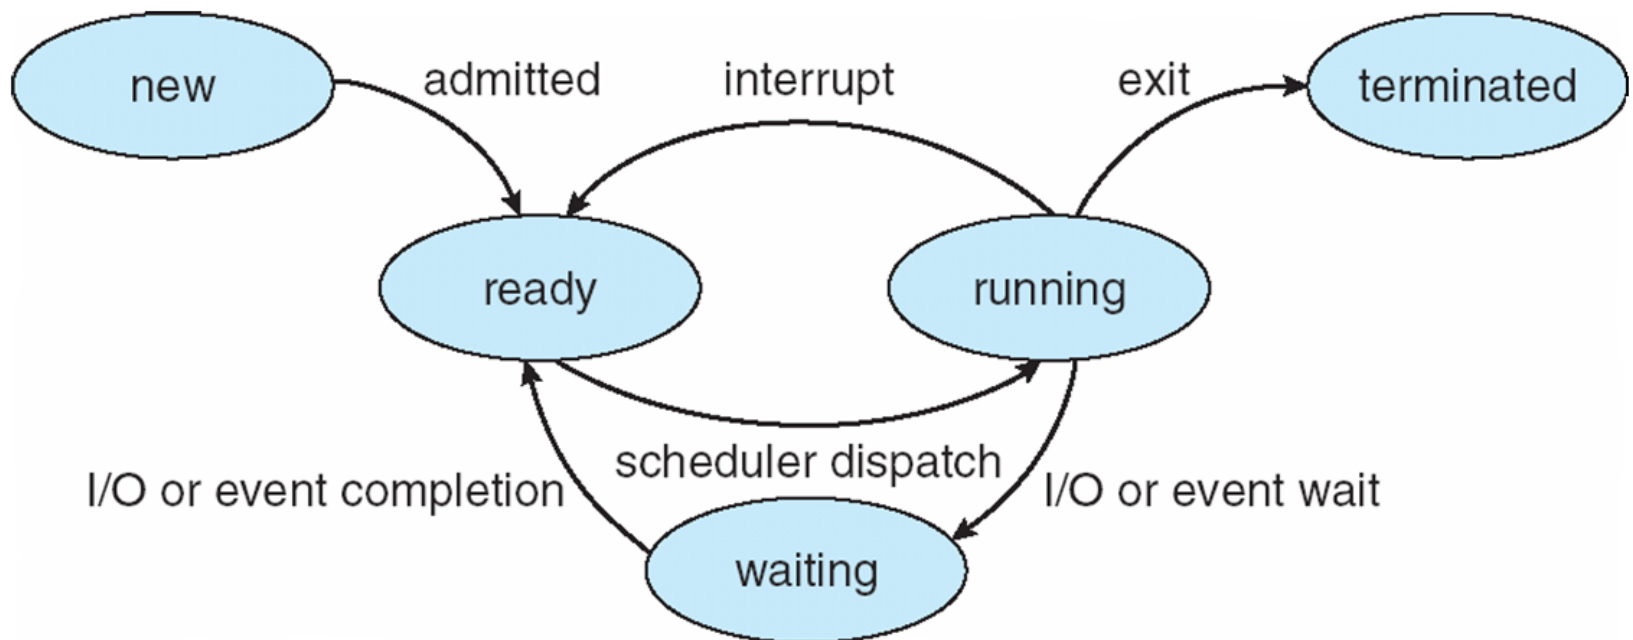 new
admitted
interrupt
exit
terminated
ready
running
scheduler dispatch
I/O or event completion
I/O or event wait
waiting